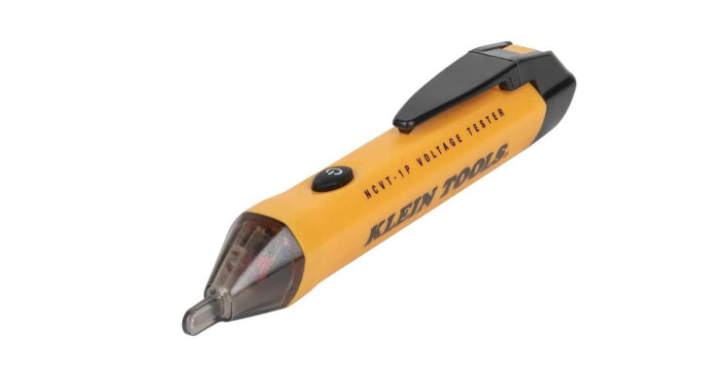 NCVT-1P VOLTAGE TESTER
KLEIN TOOLS.